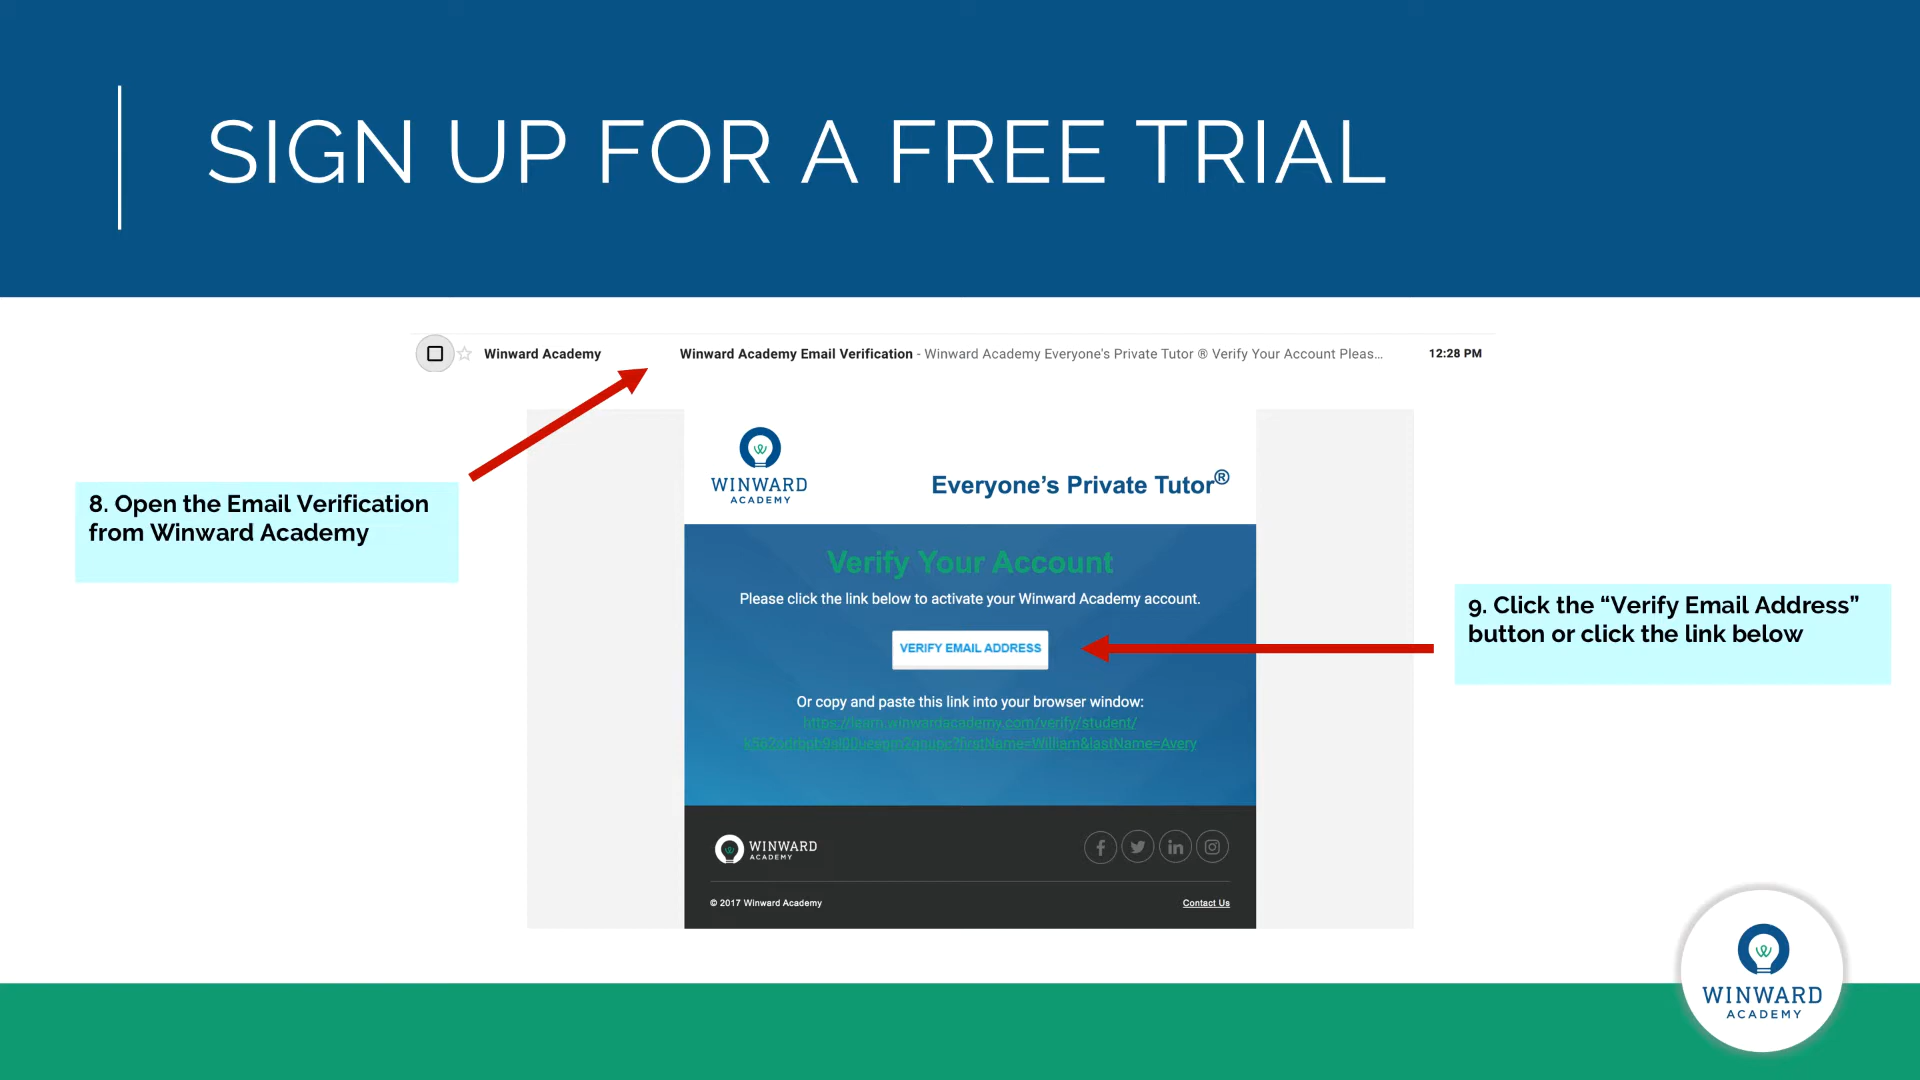 SIGN UP FOR A FREE TRIAL
Winward Academy Winward Academy Email Verification - Winward Academy Everyone's Private Tutor ® Verify Your Account Pleas... 12:28 PM
WINWARD
ACADEMY
Everyone's Private Tutor®
8. Open the Email Verification
from Winward Academy
Verify Your Account
Please click the link below to activate your Winward Academy account.
VERIFY EMAIL ADDRESS
9. Click the “Verify Email Address”
button or click the link below
Or copy and paste this link into your browser window:
https://learn.winwardacademy.com/verify/student/
?firstName=William&lastName=Avery
WINWARD
ACADEMY
© 2017 Winward Academy Contact Us
WINWARD
ACADEMY